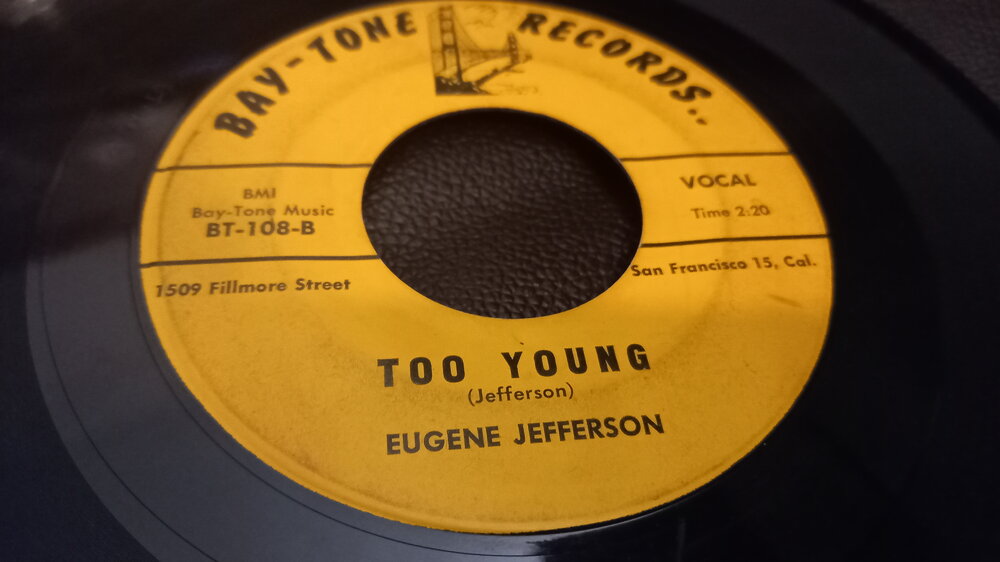 BAY-TONE RECORDS..
BMI
Bay-Tone Music
BT-108-B
VOCAL
Time 2:20
1509 Fillmore Street
San Francisco 15, Cal.
TOO YOUNG
(Jefferson)
EUGENE JEFFERSON